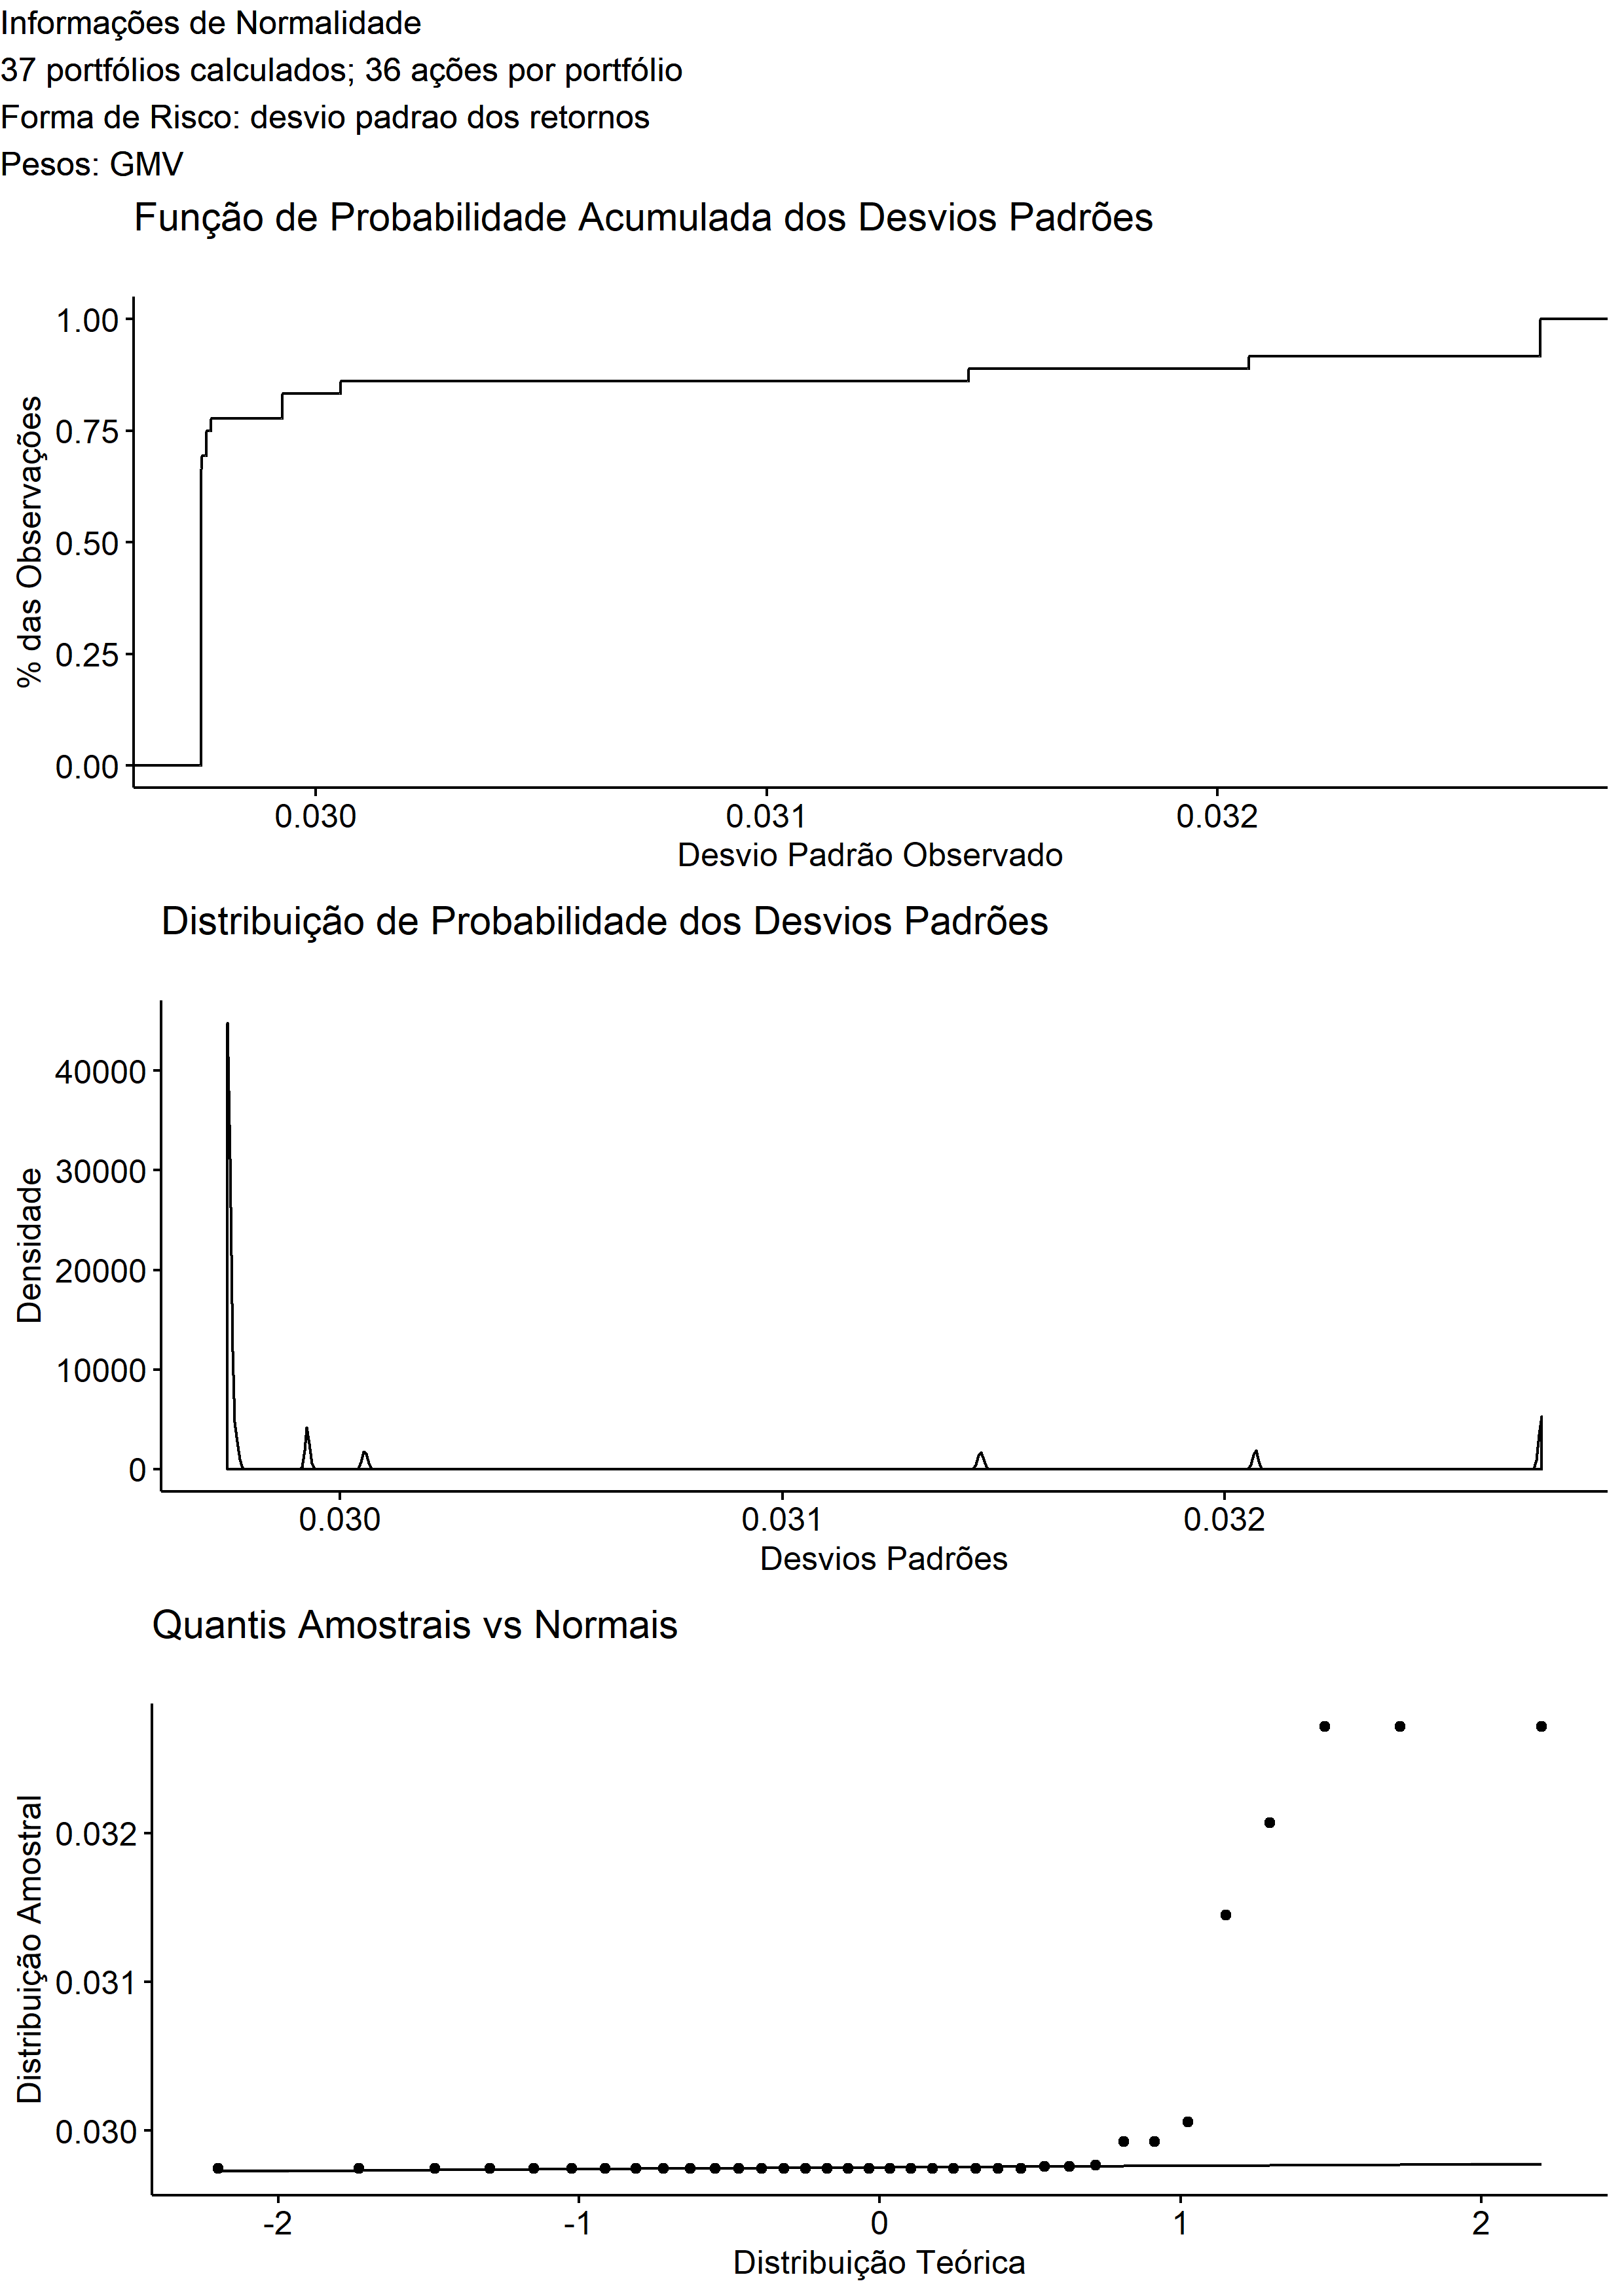 Informações de Normalidade
37 portfólios calculados; 36 ações por portfólio
Forma de Risco: desvio padrao dos retornos
Pesos: GMV
Função de Probabilidade Acumulada dos Desvios Padrões
% das Observações
1.00
0.75
0.50
0.25
0.00
0.030
0.031
0.032
Desvio Padrão Observado
Distribuição de Probabilidade dos Desvios Padrões
Densidade
40000
30000
20000
10000
0
0.030
0.031
0.032
Desvios Padrões
Quantis Amostrais vs Normais
Distribuição Amostral
0.032
0.031
0.030
-2
-1
0
1
2
Distribuição Teórica